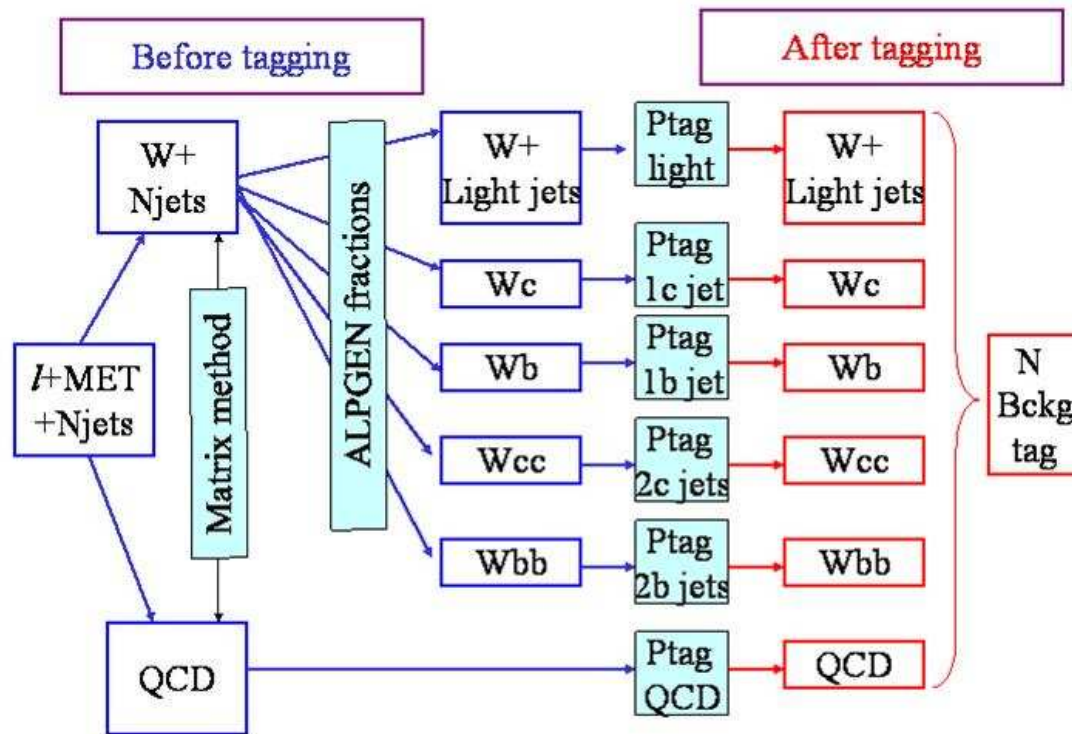 Before tagging
After tagging
W+
Njets
l+MET
+Njets
Matrix method
QCD
ALPGEN fractions
W+
Light jets
Wc
Wb
Wcc
Wbb
Ptag
light
Ptag
1c jet
Ptag
1b jet
Ptag
2c jets
Ptag
2b jets
Ptag
QCD
W+
Light jets
Wc
Wb
Wcc
Wbb
QCD
N
Bckg
tag